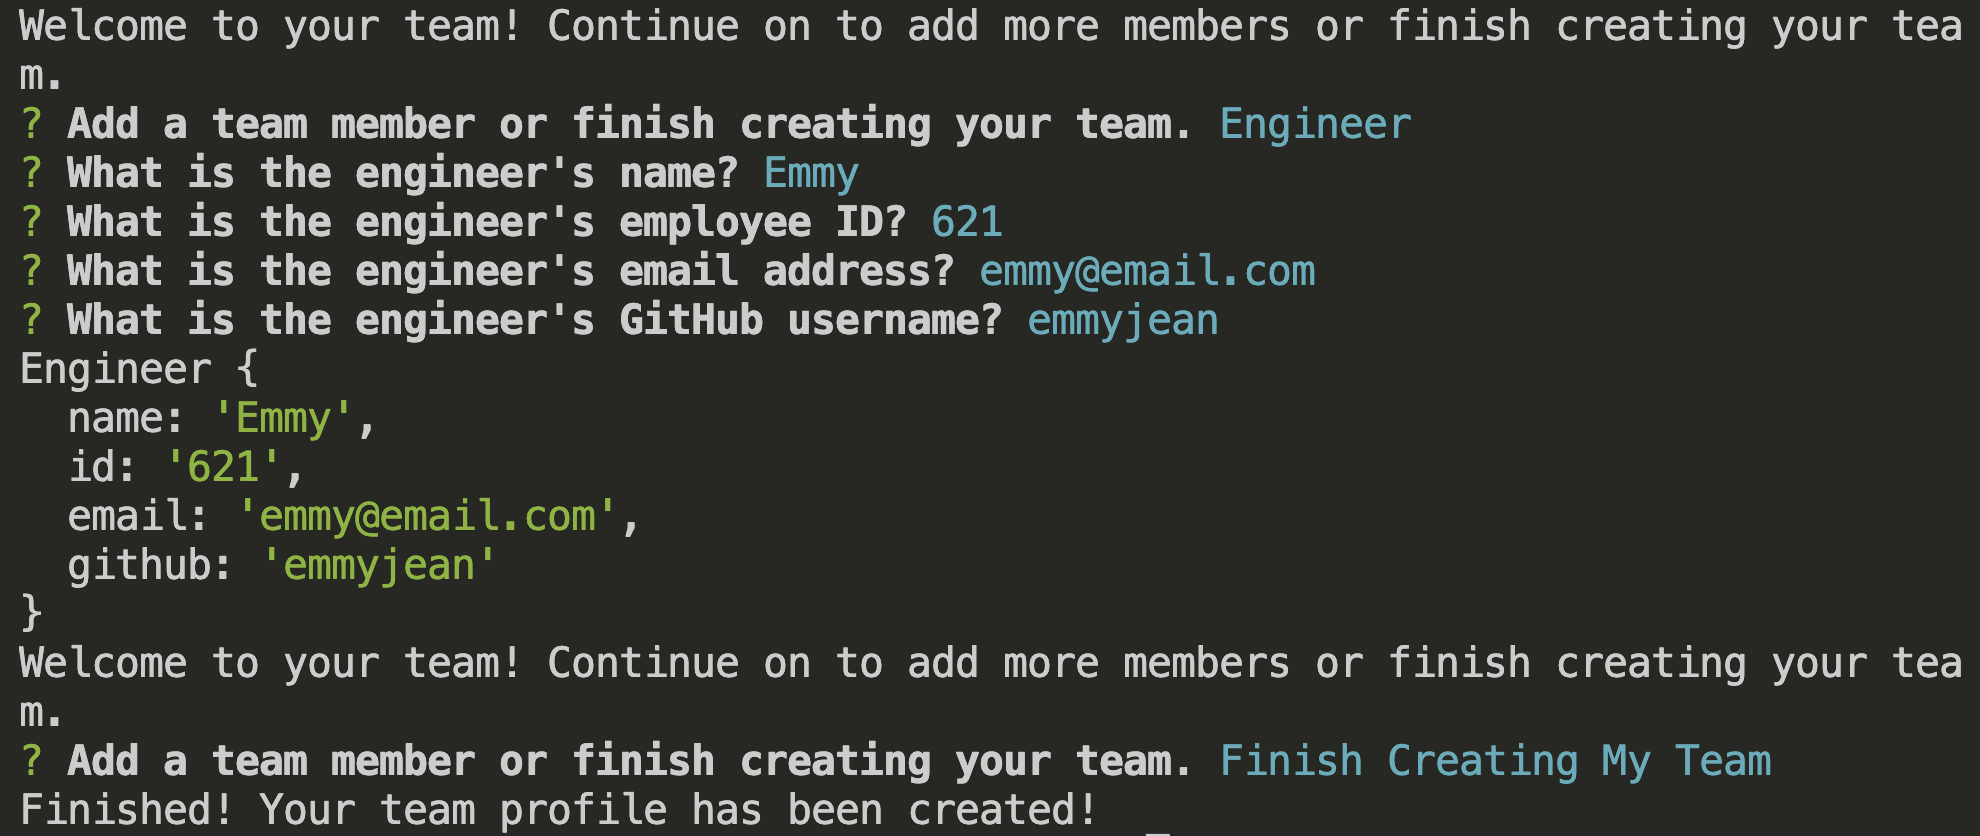 Welcome to your team! Continue on to add more members or finish creating your tea
m.
? Add a team member or finish creating your team. Engineer
? What is the engineer's name? Emmy
? What is the engineer's employee ID? 621
? What is the engineer's email address? emmy@email.com
? What is the engineer's GitHub username? emmyjean
Engineer {
  name: 'Emmy',
  id: '621',
  email: 'emmy@email.com',
  github: 'emmyjean'
}
Welcome to your team! Continue on to add more members or finish creating your tea
m.
? Add a team member or finish creating your team. Finish Creating My Team
Finished! Your team profile has been created!